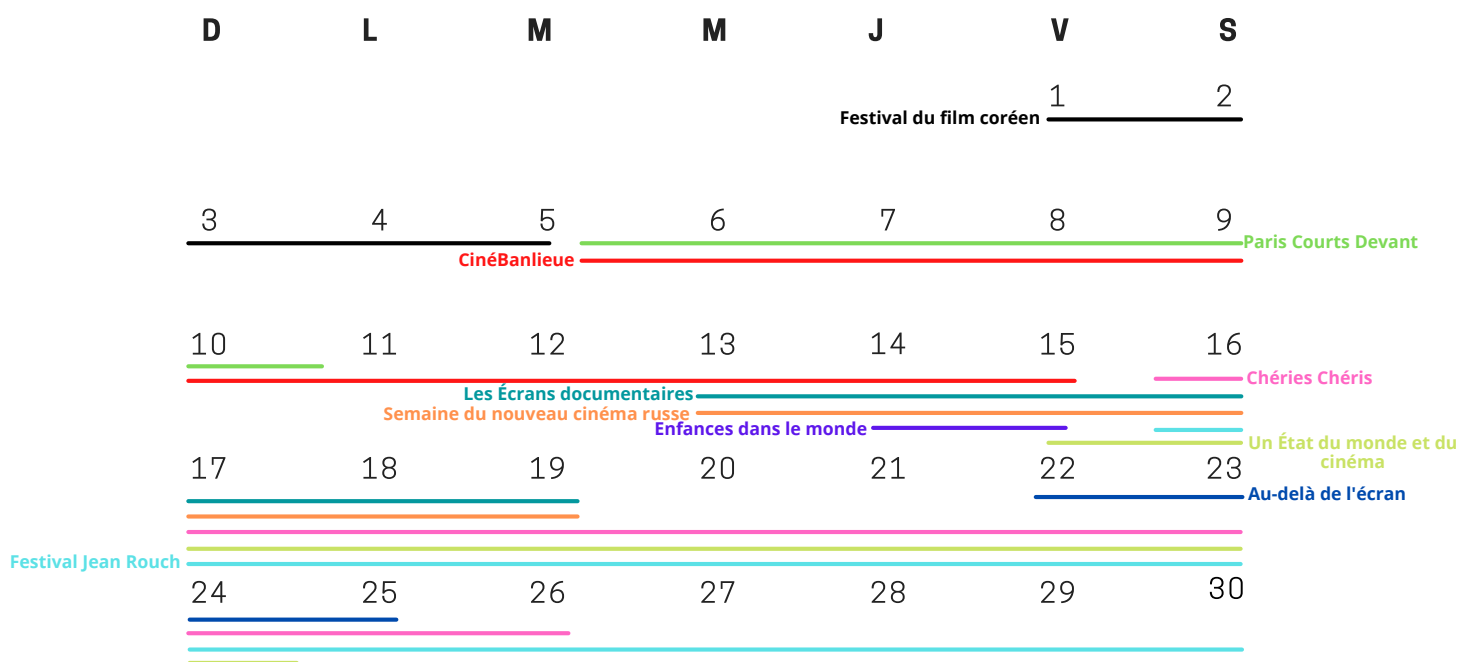 D L M M J V S
1 2
Festival du film coréen
3 4 5 6 7 8 9
Paris Courts Devant
CinéBanlieue
10 11 12 13 14 15 16
Chéries Chéris
Les Écrans documentaires
Semaine du nouveau cinéma russe
Enfances dans le monde
Un État du monde et du
cinéma
17 18 19 20 21 22 23
Au-delà de l'écran
Festival Jean Rouch
24 25 26 27 28 29 30